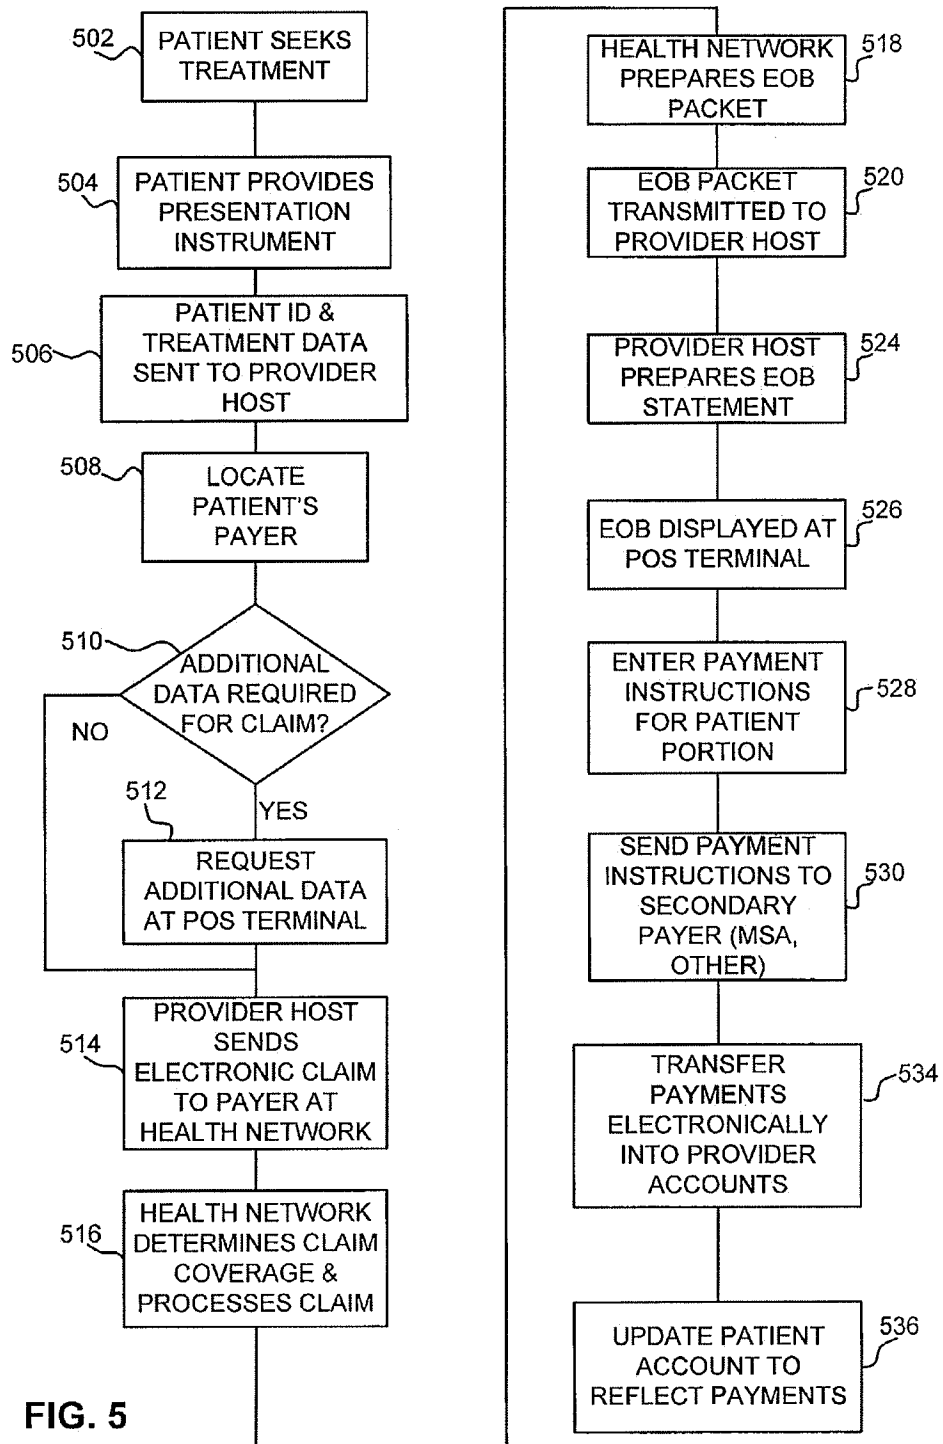 502
PATIENT SEEKS
TREATMENT
504
PATIENT PROVIDES
PRESENTATION
INSTRUMENT
506
PATIENT ID &
TREATMENT DATA
SENT TO PROVIDER
HOST
508
LOCATE
PATIENT'S
PAYER
510
ADDITIONAL
DATA REQUIRED
FOR CLAIM?
NO
YES
512
REQUEST
ADDITIONAL DATA
AT POS TERMINAL
514
PROVIDER HOST
SENDS
ELECTRONIC CLAIM
TO PAYER AT
HEALTH NETWORK
516
HEALTH NETWORK
DETERMINES CLAIM
COVERAGE &
PROCESSES CLAIM
518
HEALTH NETWORK
PREPARES EOB
PACKET
520
EOB PACKET
TRANSMITTED TO
PROVIDER HOST
524
PROVIDER HOST
PREPARES EOB
STATEMENT
526
EOB DISPLAYED AT
POS TERMINAL
528
ENTER PAYMENT
INSTRUCTIONS
FOR PATIENT
PORTION
530
SEND PAYMENT
INSTRUCTIONS TO
SECONDARY
PAYER (MSA,
OTHER)
534
TRANSFER
PAYMENTS
ELECTRONICALLY
INTO PROVIDER
ACCOUNTS
536
UPDATE PATIENT
ACCOUNT TO
REFLECT PAYMENTS
FIG. 5